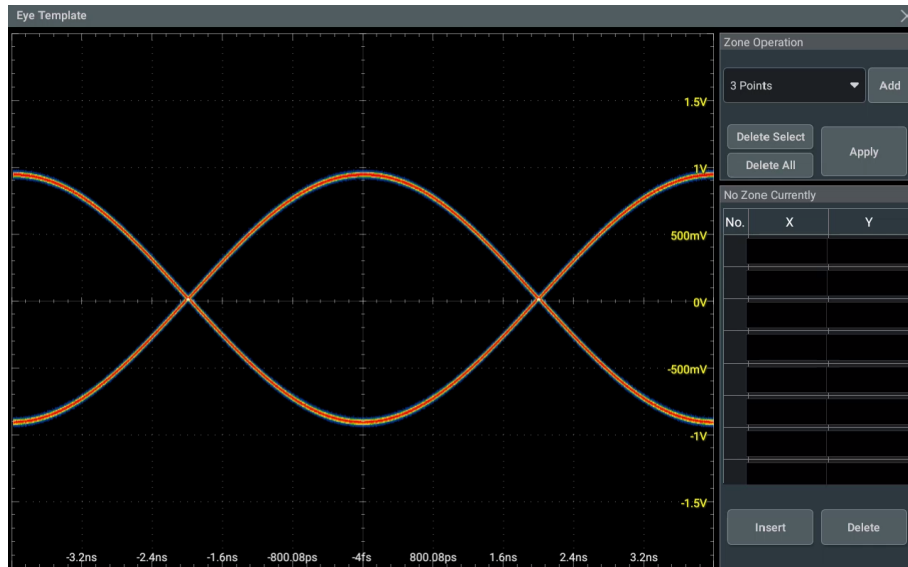 Eye Template
Zone Operation
3 Points
Add
Delete Select
Delete All
Apply
No Zone Currently
No. X Y
Insert Delete
1.5V
1V
500mV
0V
-500mV
-1V
-1.5V
-3.2ns -2.4ns -1.6ns -800.08ps -4fs 800.08ps 1.6ns 2.4ns 3.2ns